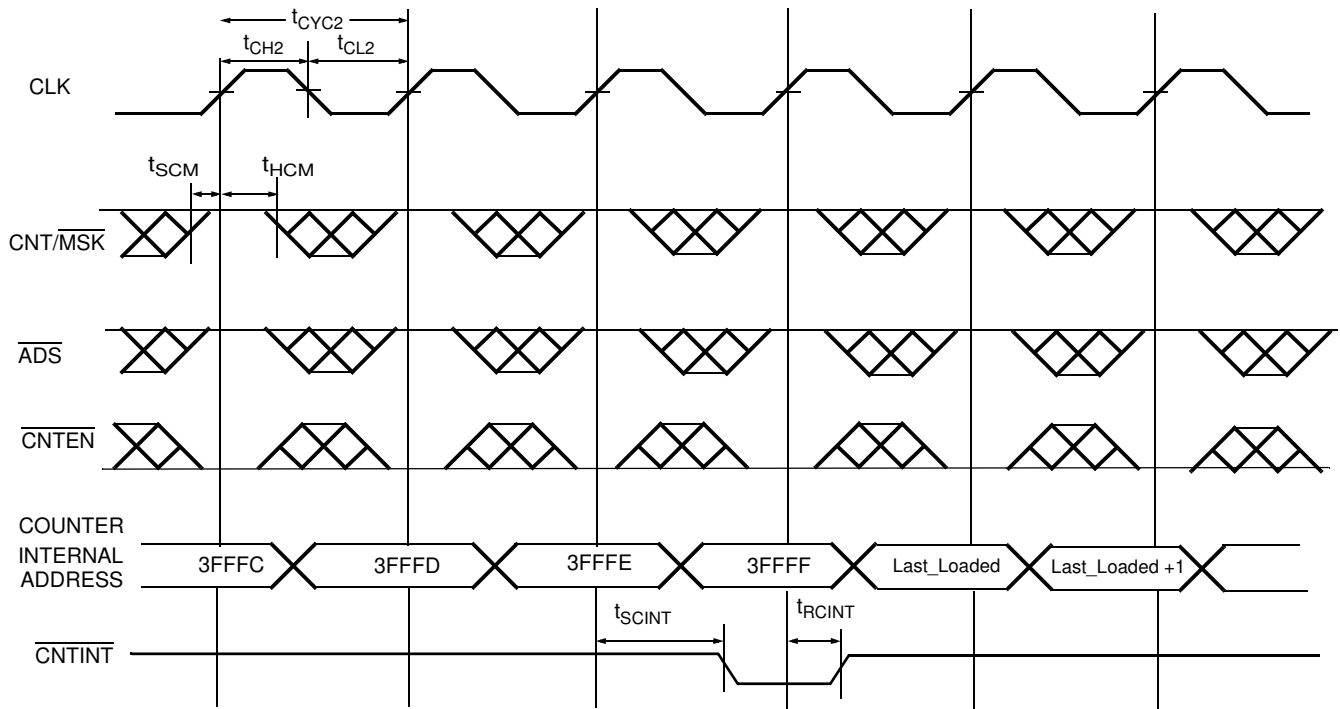 tCYC2
tCH2 tCL2
CLK
tSCM tHCM
CNT/MSK
ADS
CNTEN
COUNTER
INTERNAL
ADDRESS
3FFFC 3FFFD 3FFFE 3FFFF Last_Loaded Last_Loaded +1
tSCINT tRCINT
CNTINT